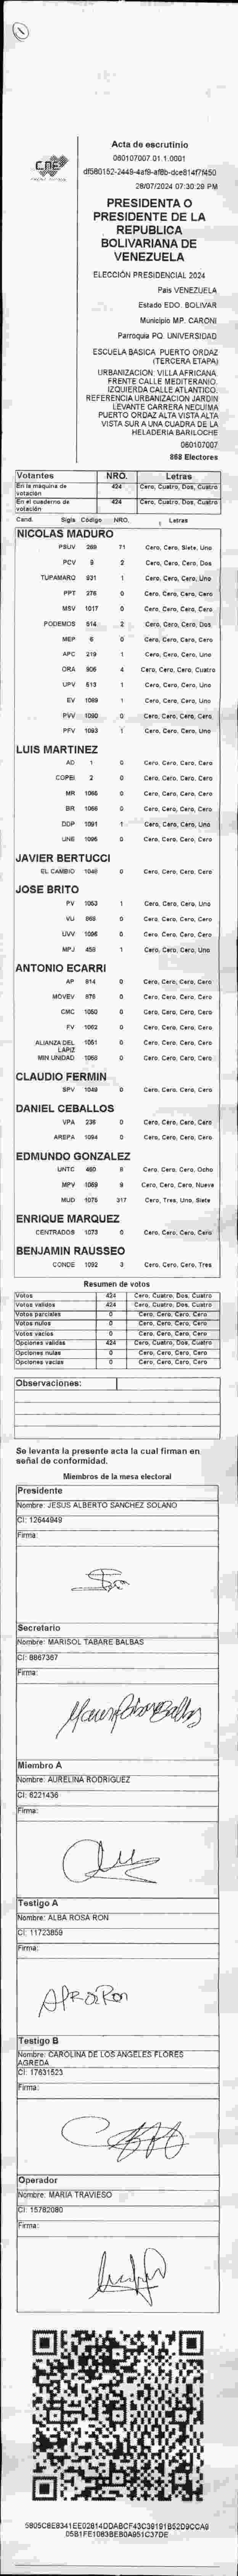 1
CNE
Acta de escrutinio
060107007.01.1.0001
df580152-2449-4af9-af8b-dce814f7f450
28/07/2024 07:30:29 PM
PRESIDENTA O
PRESIDENTE DE LA
REPUBLICA
BOLIVARIANA DE
VENEZUELA
ELECCIÓN PRESIDENCIAL 2024
País VENEZUELA
Estado EDO. BOLIVAR
Municipio MP. CARONI
Parroquia PQ. UNIVERSIDAD
ESCUELA BASICA PUERTO ORDAZ
(TERCERA ETAPA)
URBANIZACION: VILLA AFRICANA.
FRENTE CALLE MEDITERANIO.
IZQUIERDA CALLE ATLANTICO.
REFERENCIA URBANIZACION JARDIN
LEVANTE CARRERA NECUIMA
PUERTO ORDAZ ALTA VISTA ALTA
VISTA SUR A UNA CUADRA DE LA
HELADERIA BARILOCHE
060107007
868 Electores
Votantes NRO. Letras
En la maquina de votación 424 Cero, Cuatro, Dos, Cuatro
En el cuaderno de votación 424 Cero, Cuatro, Dos, Cuatro
Cand. Sigla Código NRO. Letras
NICOLAS MADURO
PSUV 269 71 Cero, Cero, Siete, Uno
PCV 9 2 Cero, Cero, Cero, Dos
TUPAMARO 931 1 Cero, Cero, Cero, Uno
PPT 276 0 Cero, Cero, Cero, Cero
MSV 1017 0 Cero, Cero, Cero, Cero
PODEMOS 514 2 Cero, Cero, Cero, Dos
MEP 6 0 Cero, Cero, Cero, Cero
APC 219 1 Cero, Cero, Cero, Uno
ORA 906 4 Cero, Cero, Cero, Cuatro
UPV 513 1 Cero, Cero, Cero, Uno
EV 1089 1 Cero, Cero, Cero, Uno
PVV 1090 0 Cero, Cero, Cero, Cero
PFV 1093 1 Cero, Cero, Cero, Uno
LUIS MARTINEZ
AD 1 0 Cero, Cero, Cero, Cero
COPEI 2 0 Cero, Cero, Cero, Cero
MR 1065 0 Cero, Cero, Cero, Cero
BR 1066 0 Cero, Cero, Cero, Cero
DDP 1091 1 Cero, Cero, Cero, Uno
UNE 1096 0 Cero, Cero, Cero, Cero
JAVIER BERTUCCI
EL CAMBIO 1048 0 Cero, Cero, Cero, Cero
JOSE BRITO
PV 1053 1 Cero, Cero, Cero, Uno
VU 868 0 Cero, Cero, Cero, Cero
UVV 1095 0 Cero, Cero, Cero, Cero
MPJ 458 1 Cero, Cero, Cero, Uno
ANTONIO ECARRI
AP 814 0 Cero, Cero, Cero, Cero
MOVEV 876 0 Cero, Cero, Cero, Cero
CMC 1050 0 Cero, Cero, Cero, Cero
FV 1062 0 Cero, Cero, Cero, Cero
ALIANZA DEL LAPIZ 1051 0 Cero, Cero, Cero, Cero
MIN UNIDAD 1068 0 Cero, Cero, Cero, Cero
CLAUDIO FERMIN
SPV 1049 0 Cero, Cero, Cero, Cero
DANIEL CEBALLOS
VPA 236 0 Cero, Cero, Cero, Cero
AREPA 1094 0 Cero, Cero, Cero, Cero
EDMUNDO GONZALEZ
UNTC 460 8 Cero, Cero, Cero, Ocho
MPV 1069 9 Cero, Cero, Cero, Nueve
MUD 1075 317 Cero, Tres, Uno, Siete
ENRIQUE MARQUEZ
CENTRADOS 1073 0 Cero, Cero, Cero, Cero
BENJAMIN RAUSSEO
CONDE 1092 3 Cero, Cero, Cero, Tres
Resumen de votos
Votos 424 Cero, Cuatro, Dos, Cuatro
Votos validos 424 Cero, Cuatro, Dos, Cuatro
Votos parciales 0 Cero, Cero, Cero, Cero
Votos nulos 0 Cero, Cero, Cero, Cero
Votos vacíos 0 Cero, Cero, Cero, Cero
Opciones validas 424 Cero, Cuatro, Dos, Cuatro
Opciones nulas 0 Cero, Cero, Cero, Cero
Opciones vacias 0 Cero, Cero, Cero, Cero
Observaciones:
Se levanta la presente acta la cual firman en
señal de conformidad.
Miembros de la mesa electoral
Presidente
Nombre: JESUS ALBERTO SANCHEZ SOLANO
CI: 12644949
Firma:
Secretario
Nombre: MARISOL TABARE BALBAS
CI: 8867367
Firma:
Miembro A
Nombre: AURELINA RODRIGUEZ
CI: 6221436
Firma:
Testigo A
Nombre: ALBA ROSA RON
CI: 11723859
Firma:
Testigo B
Nombre: CAROLINA DE LOS ANGELES FLORES
AGREDA
CI: 17631523
Firma:
Operador
Nombre: MARIA TRAVIESO
CI: 15782080
Firma: